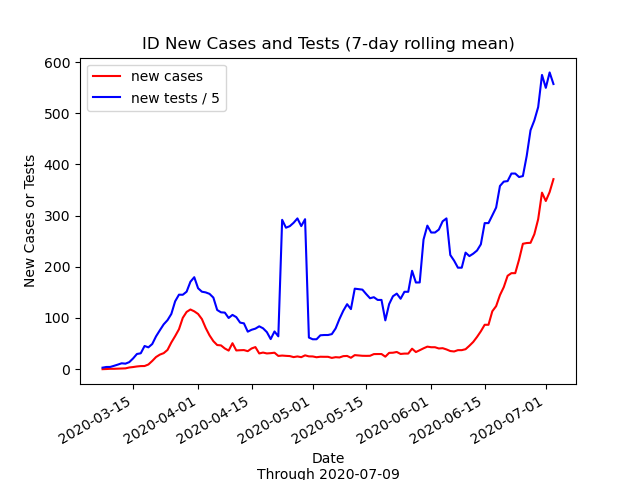 ID New Cases and Tests (7-day rolling mean)
new cases
new tests / 5
New Cases or Tests
600
500
400
300
200
100
0
2020-03-15
2020-04-01
2020-04-15
2020-05-01
2020-05-15
2020-06-01
2020-06-15
2020-07-01
Date
Through 2020-07-09